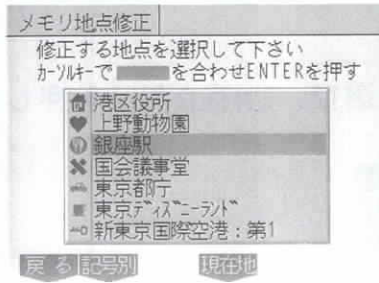 メモリ地点修正
修正する地点を選択して下さい
カーソルキーで を合わせENTERを押す
港区役所
上野動物園
銀座駅
国会議事堂
東京都庁
東京ディズニーランド
新東京国際空港:第1
戻る 記号別 現在地